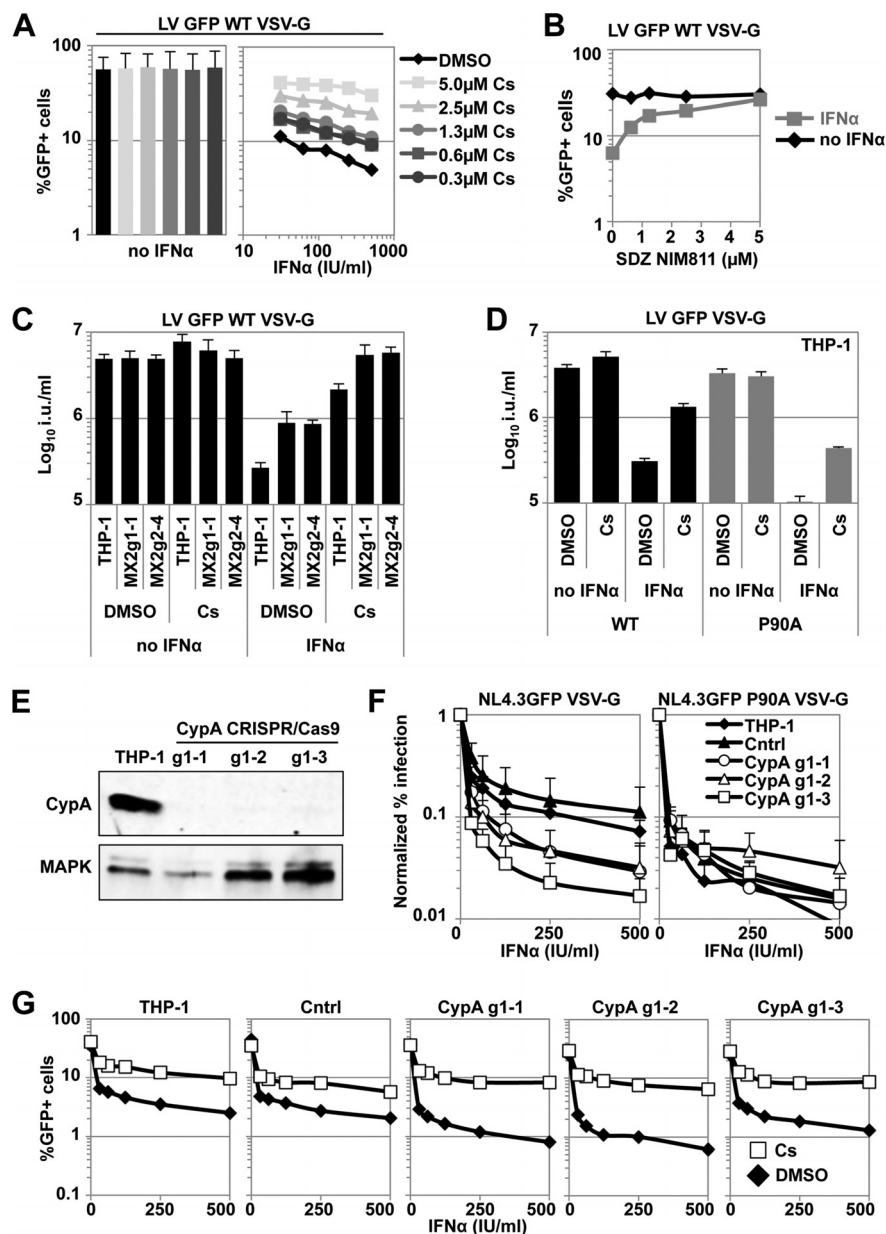 A
LV GFP WT VSV-G
%GFP+ cells
100
10
1
no IFNα
10
100
1000
IFNα (IU/ml)
DMSO
5.0µM Cs
2.5µM Cs
1.3µM Cs
0.6µM Cs
0.3µM Cs
B
LV GFP WT VSV-G
%GFP+ cells
100
10
1
0 1 2 3 4 5
SDZ NIM811 (µM)
IFNα
no IFNα
C
LV GFP WT VSV-G
Log10 i.u./ml
7
6
5
THP-1
MX2g1-1
MX2g2-4
THP-1
MX2g1-1
MX2g2-4
THP-1
MX2g1-1
MX2g2-4
THP-1
MX2g1-1
MX2g2-4
DMSO Cs DMSO Cs
no IFNα IFNα
D
LV GFP VSV-G
THP-1
Log10 i.u./ml
7
6
5
DMSO
Cs
DMSO
Cs
DMSO
Cs
DMSO
Cs
no IFNα IFNα no IFNα IFNα
WT P90A
E
CypA CRISPR/Cas9
THP-1 g1-1 g1-2 g1-3
CypA
MAPK
F
NL4.3GFP VSV-G
NL4.3GFP P90A VSV-G
Normalized % infection
1
0.1
0.01
0 250 500
IFNα (IU/ml)
0 250 500
IFNα (IU/ml)
THP-1
Cntrl
CypA g1-1
CypA g1-2
CypA g1-3
G
THP-1 Cntrl CypA g1-1 CypA g1-2 CypA g1-3
%GFP+ cells
100
10
1
0.1
0 250 500
0 250 500
0 250 500
0 250 500
0 250 500
IFNα (IU/ml)
Cs
DMSO